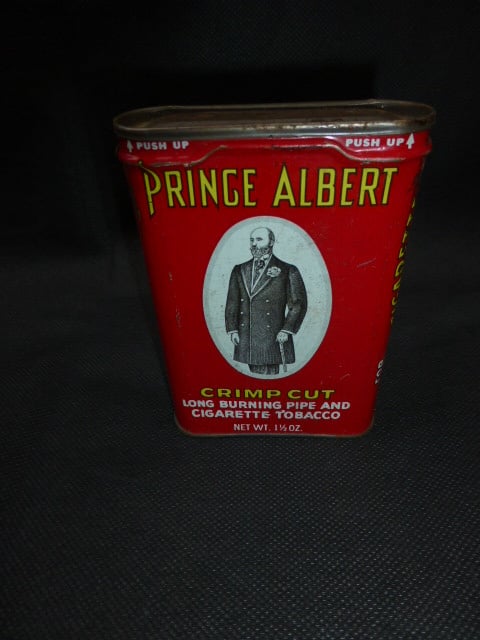 PUSH UP PUSH UP
PRINCE ALBERT
CRIMP CUT
LONG BURNING PIPE AND
CIGARETTE TOBACCO
NET WT. 1½ OZ.